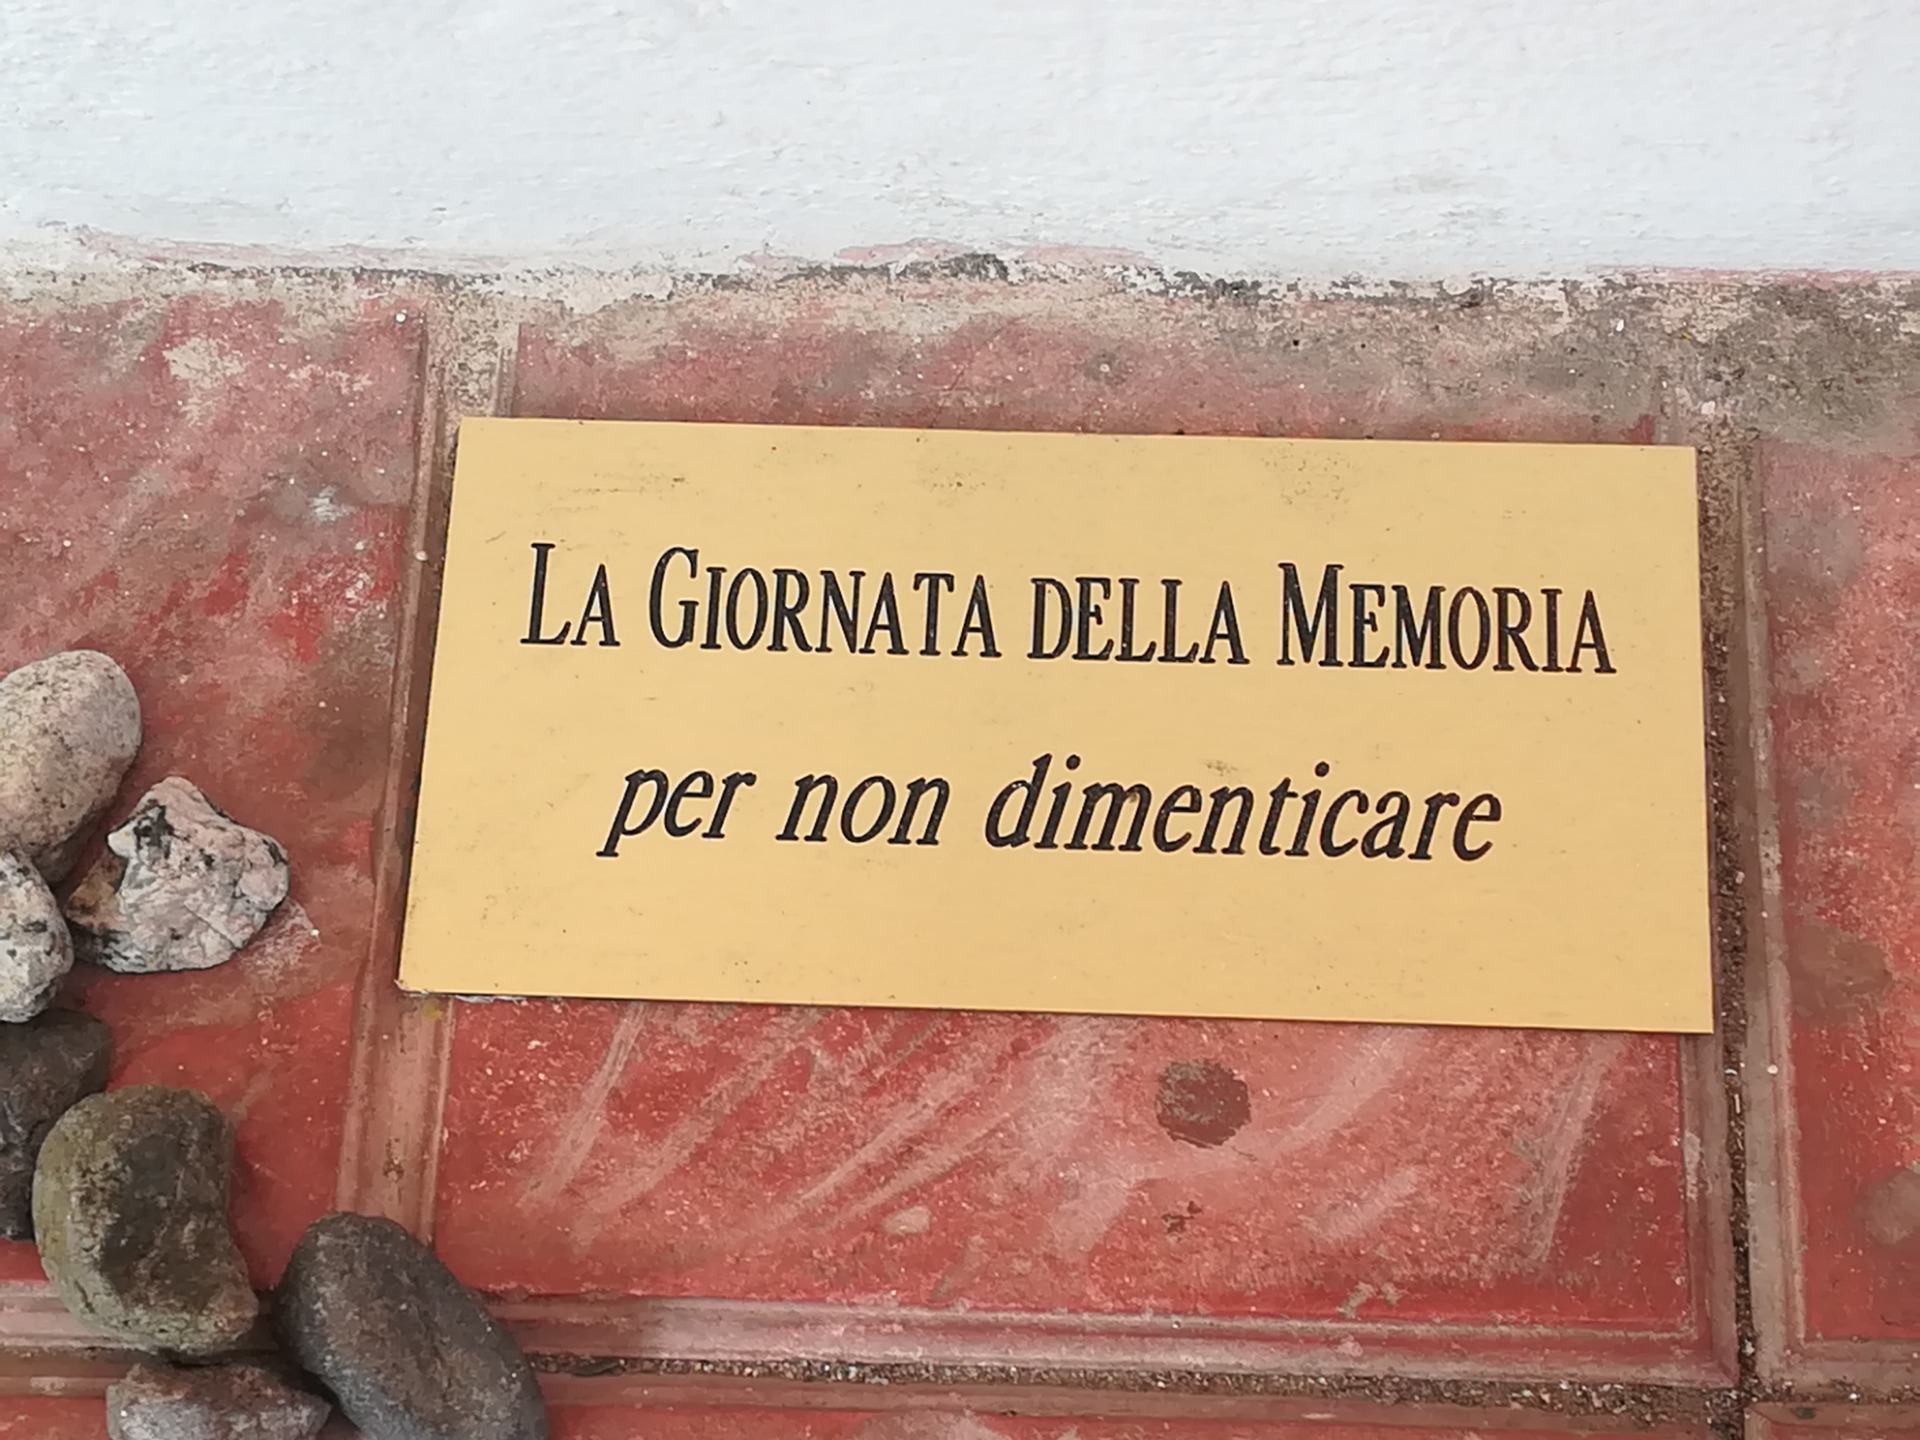 LA GIORNATA DELLA MEMORIA
per non dimenticare